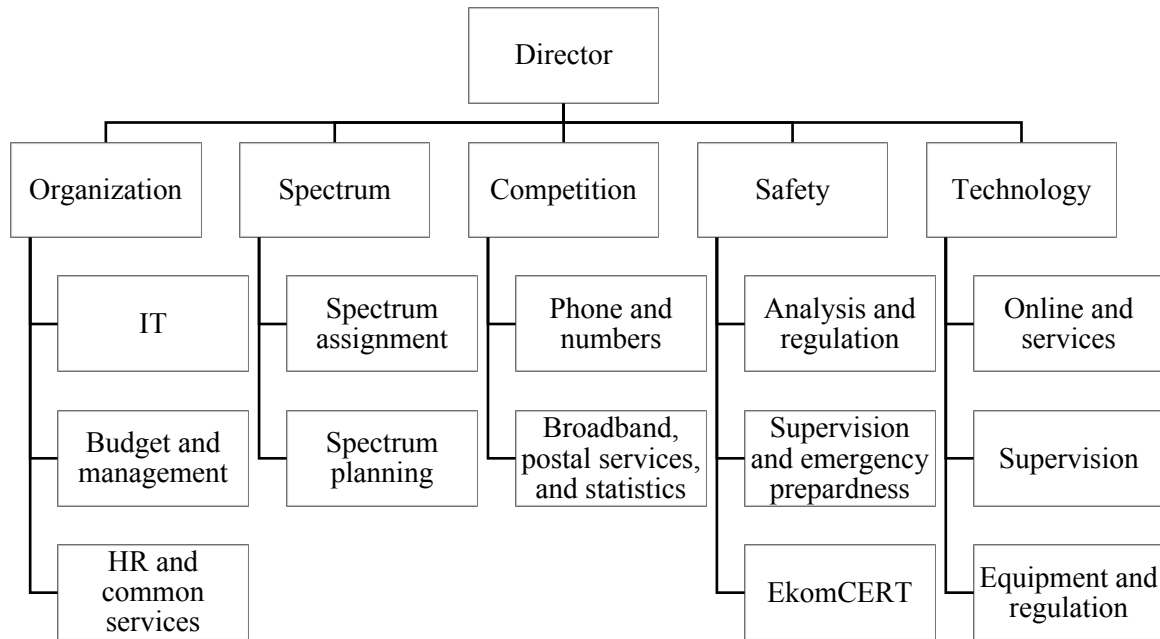 Director
Organization
Spectrum
Competition
Safety
Technology
IT
Budget and
management
HR and
common
services
Spectrum
assignment
Spectrum
planning
Phone and
numbers
Broadband,
postal services,
and statistics
Analysis and
regulation
Supervision
and emergency
prepardness
EkomCERT
Online and
services
Supervision
Equipment and
regulation